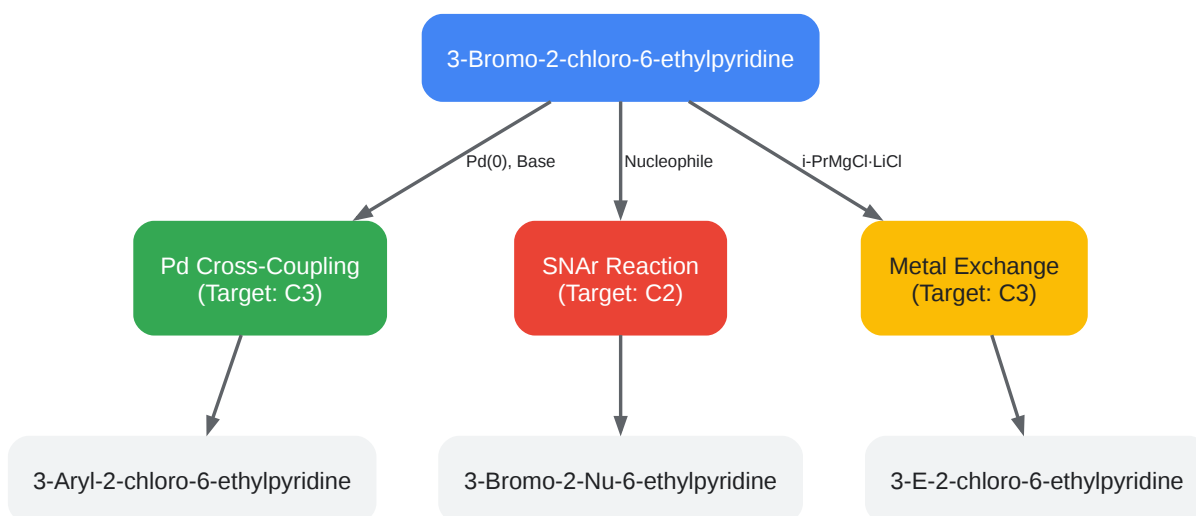 3-Bromo-2-chloro-6-ethylpyridine
Pd(0), Base
Nucleophile
i-PrMgCl·LiCl
Pd Cross-Coupling
(Target: C3)
SNAr Reaction
(Target: C2)
Metal Exchange
(Target: C3)
3-Aryl-2-chloro-6-ethylpyridine
3-Bromo-2-Nu-6-ethylpyridine
3-E-2-chloro-6-ethylpyridine